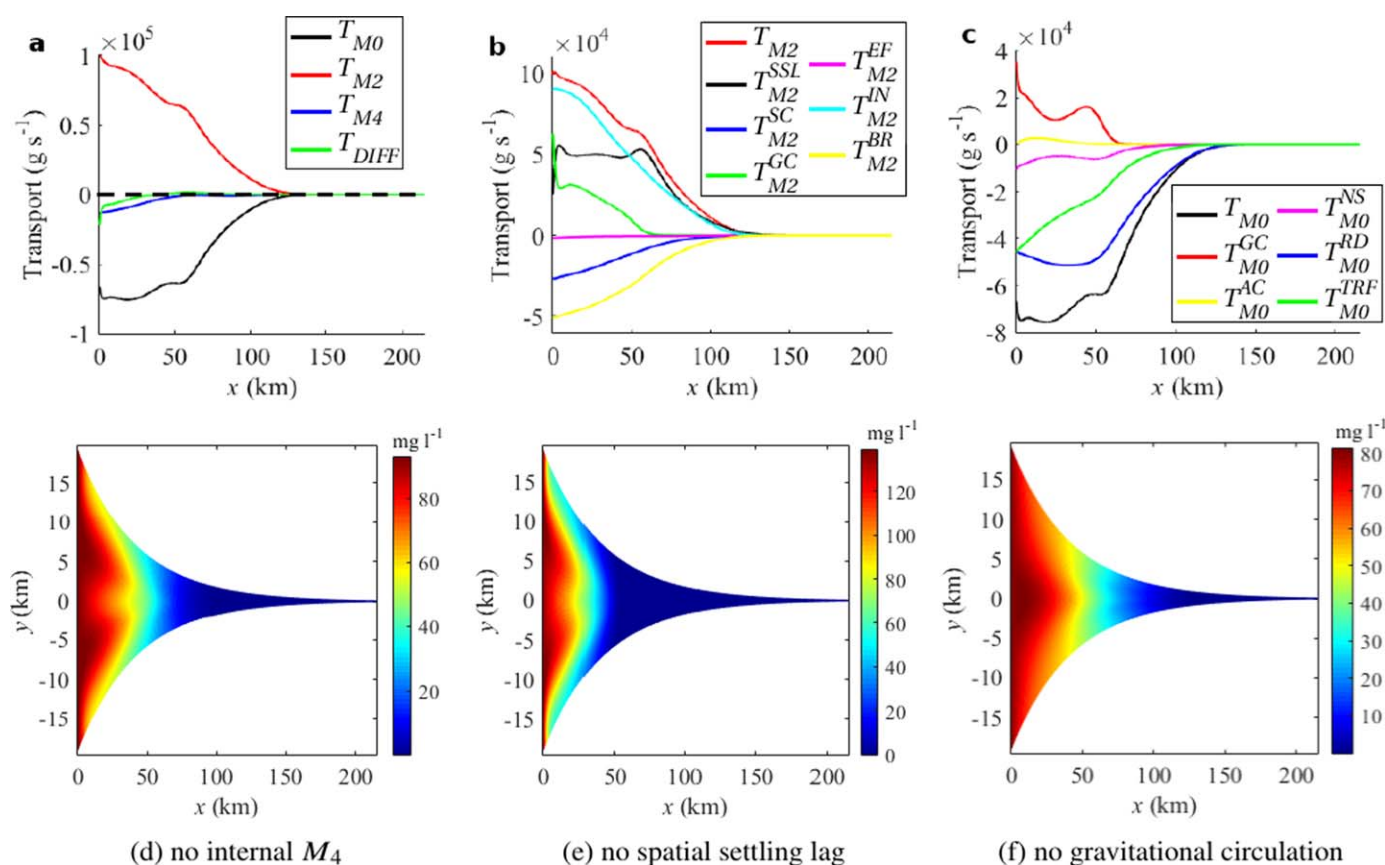 a
×10⁵
T_M0
T_M2
T_M4
T_DIFF
Transport (g s⁻¹)
1
0.5
0
-0.5
-1
0 50 100 150 200
x (km)
b
×10⁴
T_M2 T_M2^EF
T_M2^SSL T_M2^IN
T_M2^SC T_M2^BR
T_M2^GC
Transport (g s⁻¹)
10
5
0
-5
0 50 100 150 200
x (km)
c
×10⁴
Transport (g s⁻¹)
4
2
0
-2
-4
-6
-8
T_M0 T_M0^NS
T_M0^GC T_M0^RD
T_M0^AC T_M0^TRF
0 50 100 150 200
x (km)
mg l⁻¹
y (km)
15
10
5
0
-5
-10
-15
80
60
40
20
0 50 100 150 200
x (km)
(d) no internal M₄
mg l⁻¹
y (km)
15
10
5
0
-5
-10
-15
120
100
80
60
40
20
0
0 50 100 150 200
x (km)
(e) no spatial settling lag
mg l⁻¹
y (km)
15
10
5
0
-5
-10
-15
80
70
60
50
40
30
20
10
0 50 100 150 200
x (km)
(f) no gravitational circulation